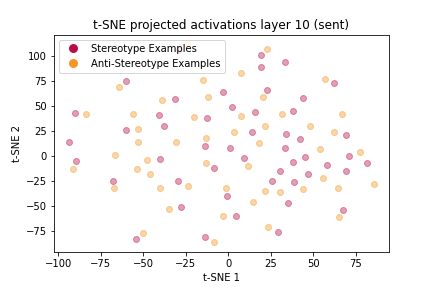 t-SNE projected activations layer 10 (sent)
Stereotype Examples
Anti-Stereotype Examples
100
75
50
25
0
−25
−50
−75
t-SNE 2
−100 −75 −50 −25 0 25 50 75
t-SNE 1